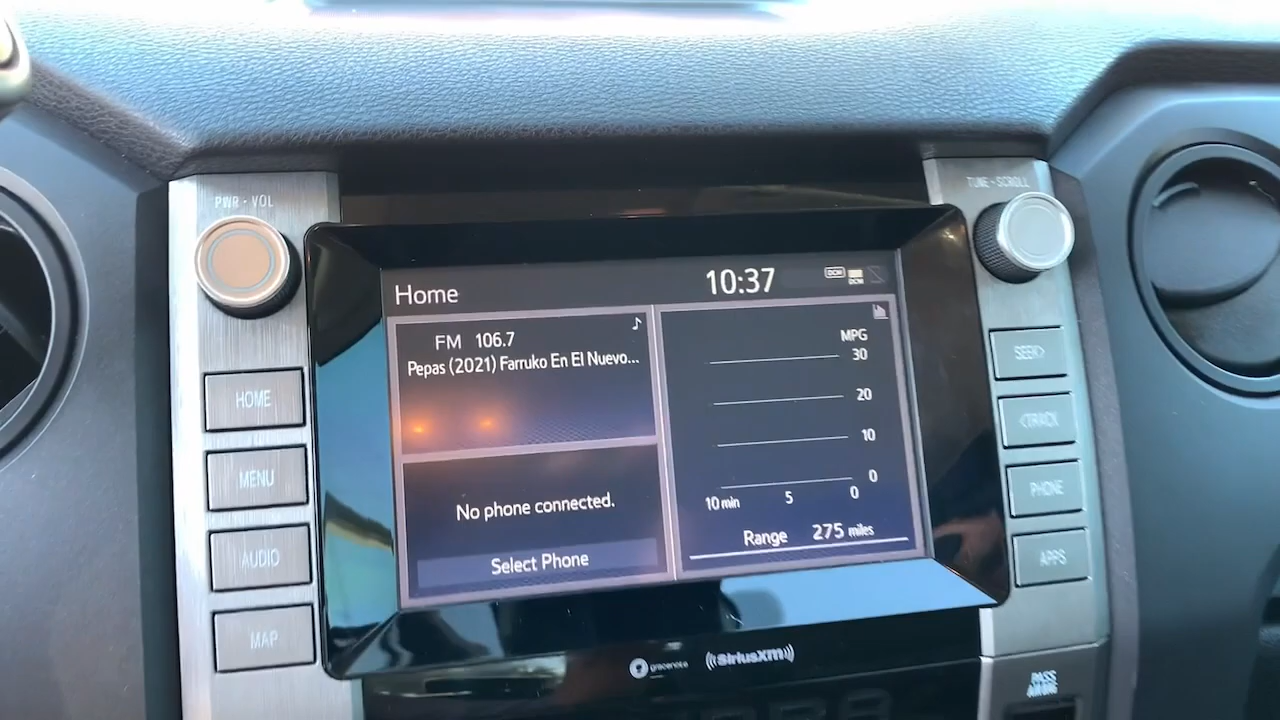 PWR • VOL
TUNE • SCROLL
Home
10:37
DCM
DCM
FM 106.7
Pepas (2021) Farruko En El Nuevo...
MPG
30
20
10
0
10 min 5 0
Range 275 miles
No phone connected.
Select Phone
HOME
MENU
AUDIO
MAP
SEEK>
<TRACK
PHONE
APPS
gracenote
SiriusXM
PASS